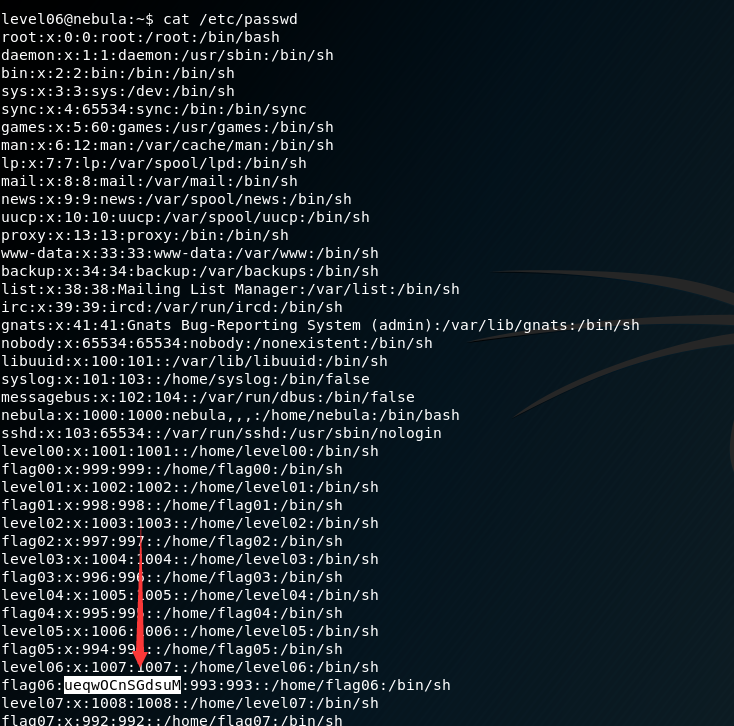 level06@nebula:~$ cat /etc/passwd
root:x:0:0:root:/root:/bin/bash
daemon:x:1:1:daemon:/usr/sbin:/bin/sh
bin:x:2:2:bin:/bin:/bin/sh
sys:x:3:3:sys:/dev:/bin/sh
sync:x:4:65534:sync:/bin:/bin/sync
games:x:5:60:games:/usr/games:/bin/sh
man:x:6:12:man:/var/cache/man:/bin/sh
lp:x:7:7:lp:/var/spool/lpd:/bin/sh
mail:x:8:8:mail:/var/mail:/bin/sh
news:x:9:9:news:/var/spool/news:/bin/sh
uucp:x:10:10:uucp:/var/spool/uucp:/bin/sh
proxy:x:13:13:proxy:/bin:/bin/sh
www-data:x:33:33:www-data:/var/www:/bin/sh
backup:x:34:34:backup:/var/backups:/bin/sh
list:x:38:38:Mailing List Manager:/var/list:/bin/sh
irc:x:39:39:ircd:/var/run/ircd:/bin/sh
gnats:x:41:41:Gnats Bug-Reporting System (admin):/var/lib/gnats:/bin/sh
nobody:x:65534:65534:nobody:/nonexistent:/bin/sh
libuuid:x:100:101::/var/lib/libuuid:/bin/sh
syslog:x:101:103::/home/syslog:/bin/false
messagebus:x:102:104::/var/run/dbus:/bin/false
nebula:x:1000:1000:nebula,,,:/home/nebula:/bin/bash
sshd:x:103:65534::/var/run/sshd:/usr/sbin/nologin
level00:x:1001:1001::/home/level00:/bin/sh
flag00:x:999:999::/home/flag00:/bin/sh
level01:x:1002:1002::/home/level01:/bin/sh
flag01:x:998:998::/home/flag01:/bin/sh
level02:x:1003:1003::/home/level02:/bin/sh
flag02:x:997:997::/home/flag02:/bin/sh
level03:x:1004:1004::/home/level03:/bin/sh
flag03:x:996:996::/home/flag03:/bin/sh
level04:x:1005:1005::/home/level04:/bin/sh
flag04:x:995:995::/home/flag04:/bin/sh
level05:x:1006:1006::/home/level05:/bin/sh
flag05:x:994:994::/home/flag05:/bin/sh
level06:x:1007:1007::/home/level06:/bin/sh
flag06:ueqwOCnSGdsuM:993:993::/home/flag06:/bin/sh
level07:x:1008:1008::/home/level07:/bin/sh
flag07:x:992:992::/home/flag07:/bin/sh